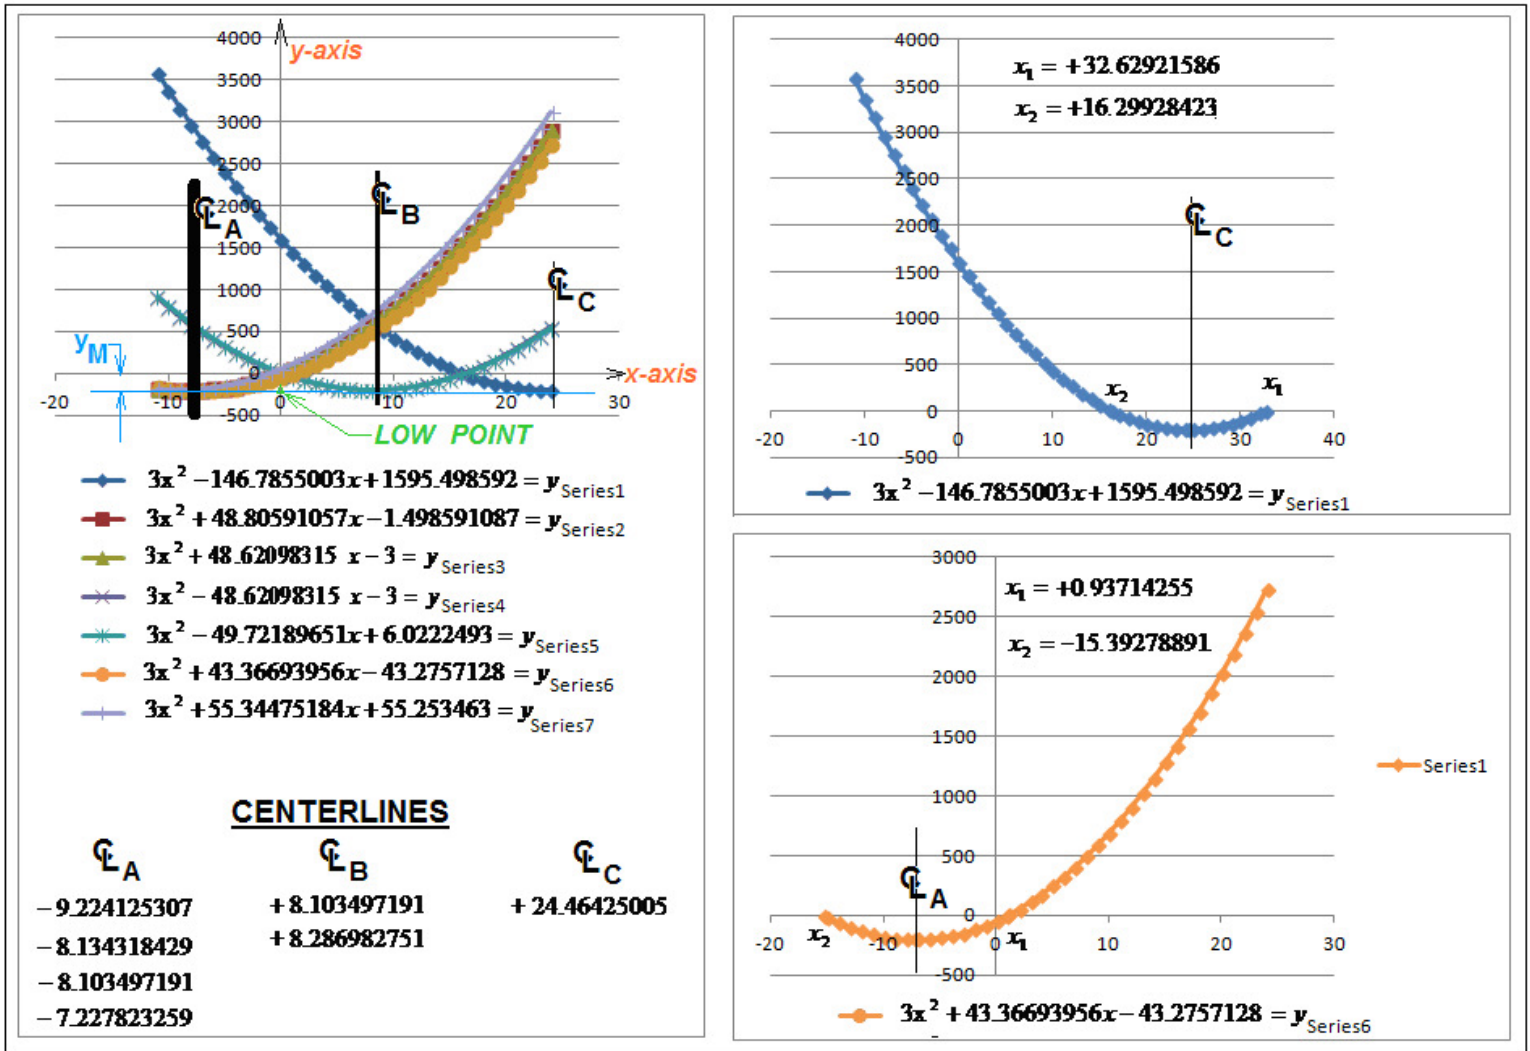 y-axis
4000
3500
3000
2500
2000
1500
1000
500
0
-500
-20 -10 0 10 20 30
x-axis
℄A
℄B
℄C
yM
LOW POINT
3x² −146.7855003x+1595.498592 = ySeries1
3x² +48.80591057x−1.498591087 = ySeries2
3x² +48.62098315 x−3 = ySeries3
3x² −48.62098315 x−3 = ySeries4
3x² −49.72189651x+6.0222493 = ySeries5
3x² +43.36693956x−43.2757128 = ySeries6
3x² +55.34475184x+55.253463 = ySeries7
CENTERLINES
℄A ℄B ℄C
−9.224125307 +8.103497191 +24.46425005
−8.134318429 +8.286982751
−8.103497191
−7.227823259
4000
3500
3000
2500
2000
1500
1000
500
0
-500
-20 -10 0 10 20 30 40
x1 = +32.62921586
x2 = +16.29928423
℄C
x2
x1
3x² −146.7855003x+1595.498592 = ySeries1
3000
2500
2000
1500
1000
500
0
-500
-20 -10 0 10 20 30
x1 = +0.93714255
x2 = −15.39278891
Series1
℄A
x2
x1
3x² +43.36693956x−43.2757128 = ySeries6